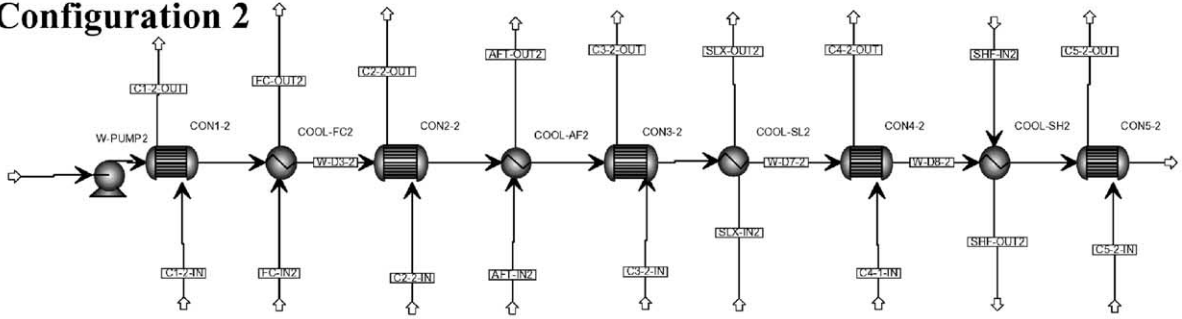 Configuration 2
C1-2-OUT
FC-OUT2
C2-2-OUT
AFT-OUT2
C3-2-OUT
SLX-OUT2
C4-2-OUT
SHF-IN2
C5-2-OUT
W-PUMP2
CON1-2
COOL-FC2
CON2-2
COOL-AF2
CON3-2
COOL-SL2
CON4-2
COOL-SH2
CON5-2
W-D3-2
W-D7-2
W-D8-2
C1-2-IN
FC-IN2
C2-2-IN
AFT-IN2
C3-2-IN
SLX-IN2
C4-1-IN
SHF-OUT2
C5-2-IN